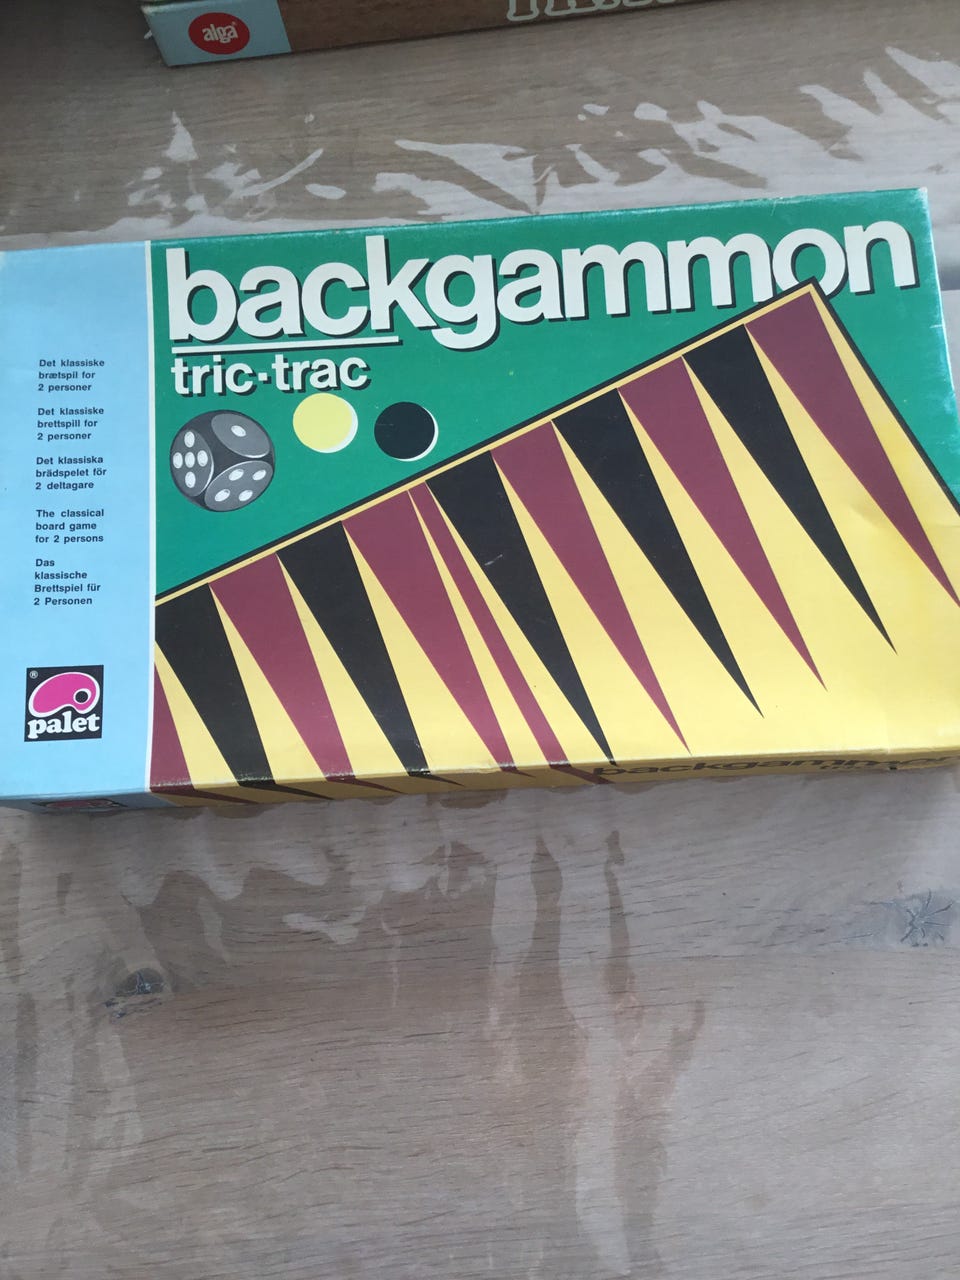 alga
backgammon
tric-trac
Det klassiske
brætspil for
2 personer
Det klassiske
brettspill for
2 personer
Det klassiska
brädspelet för
2 deltagare
The classical
board game
for 2 persons
Das
klassische
Brettspiel für
2 Personen
®
palet
backgammon